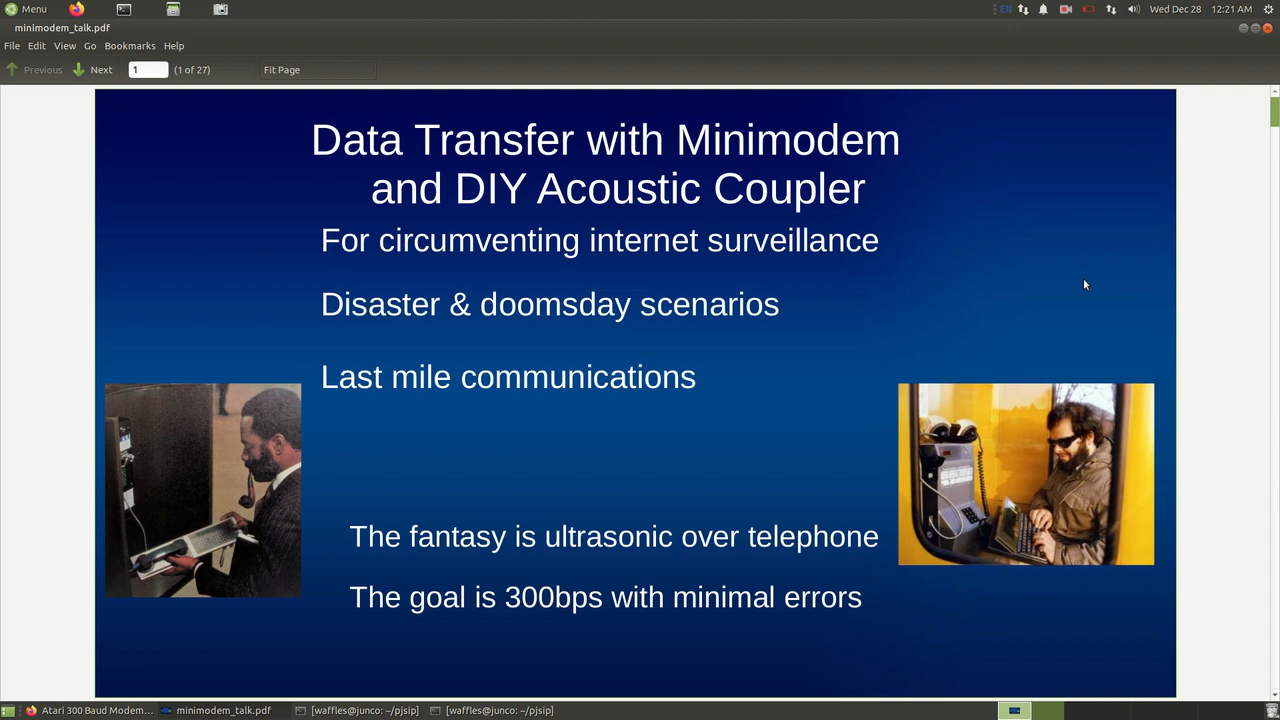 Menu
EN
Wed Dec 28
12:21 AM
minimodem_talk.pdf
File Edit View Go Bookmarks Help
Previous Next 1 (1 of 27) Fit Page
Data Transfer with Minimodem
and DIY Acoustic Coupler
For circumventing internet surveillance
Disaster & doomsday scenarios
Last mile communications
The fantasy is ultrasonic over telephone
The goal is 300bps with minimal errors
Atari 300 Baud Modem... minimodem_talk.pdf [waffles@junco: ~/pjsip] [waffles@junco: ~/pjsip]